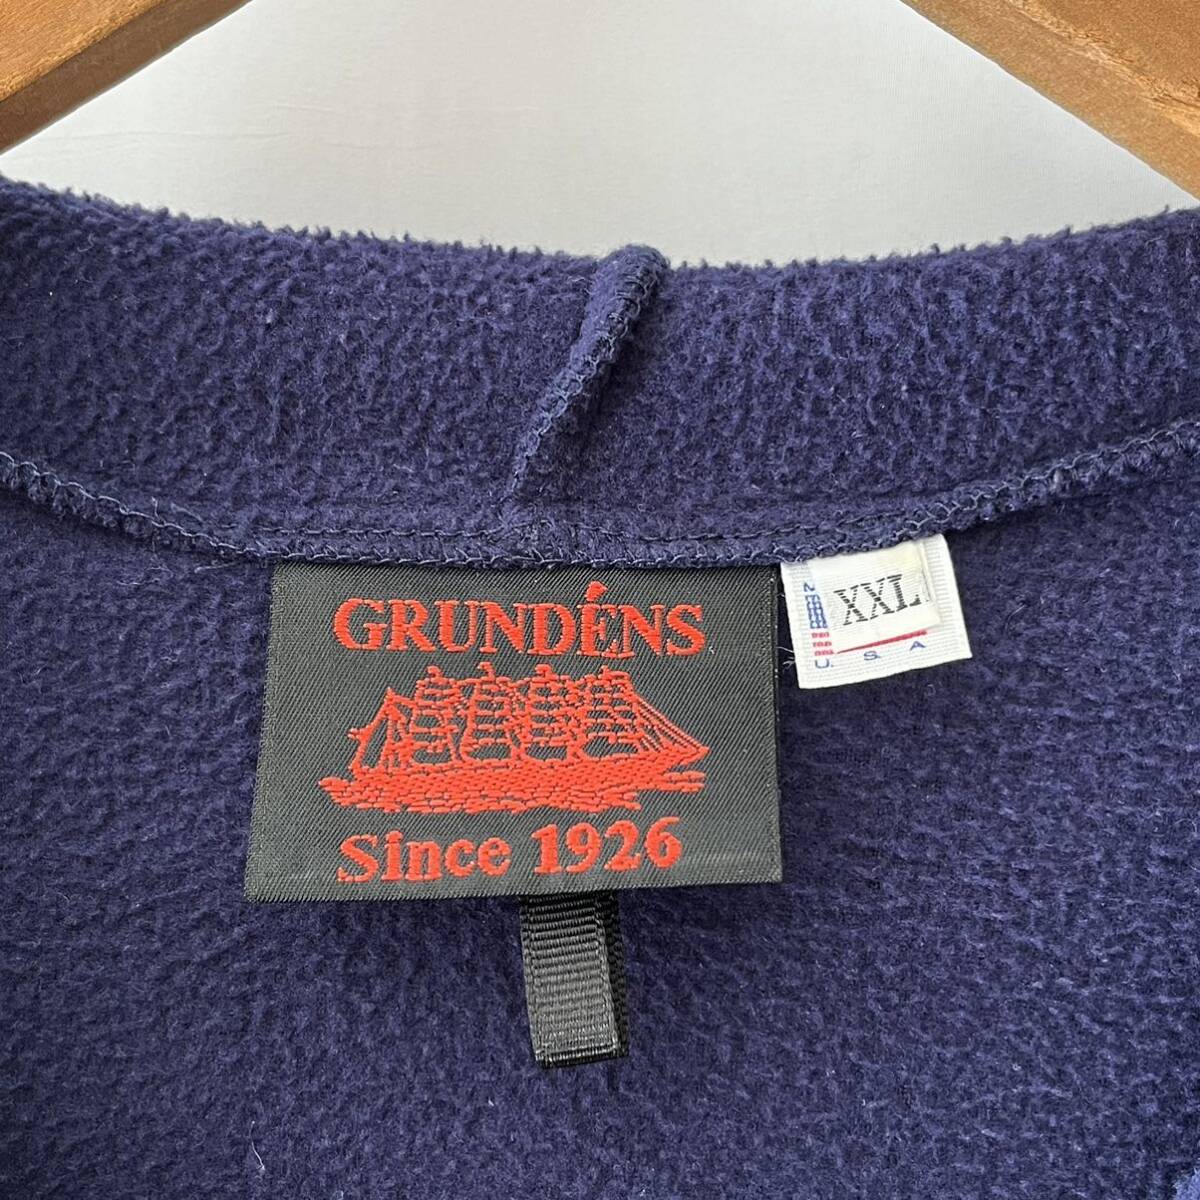 GRUNDÉNS
Since 1926
XXL
U. S. A